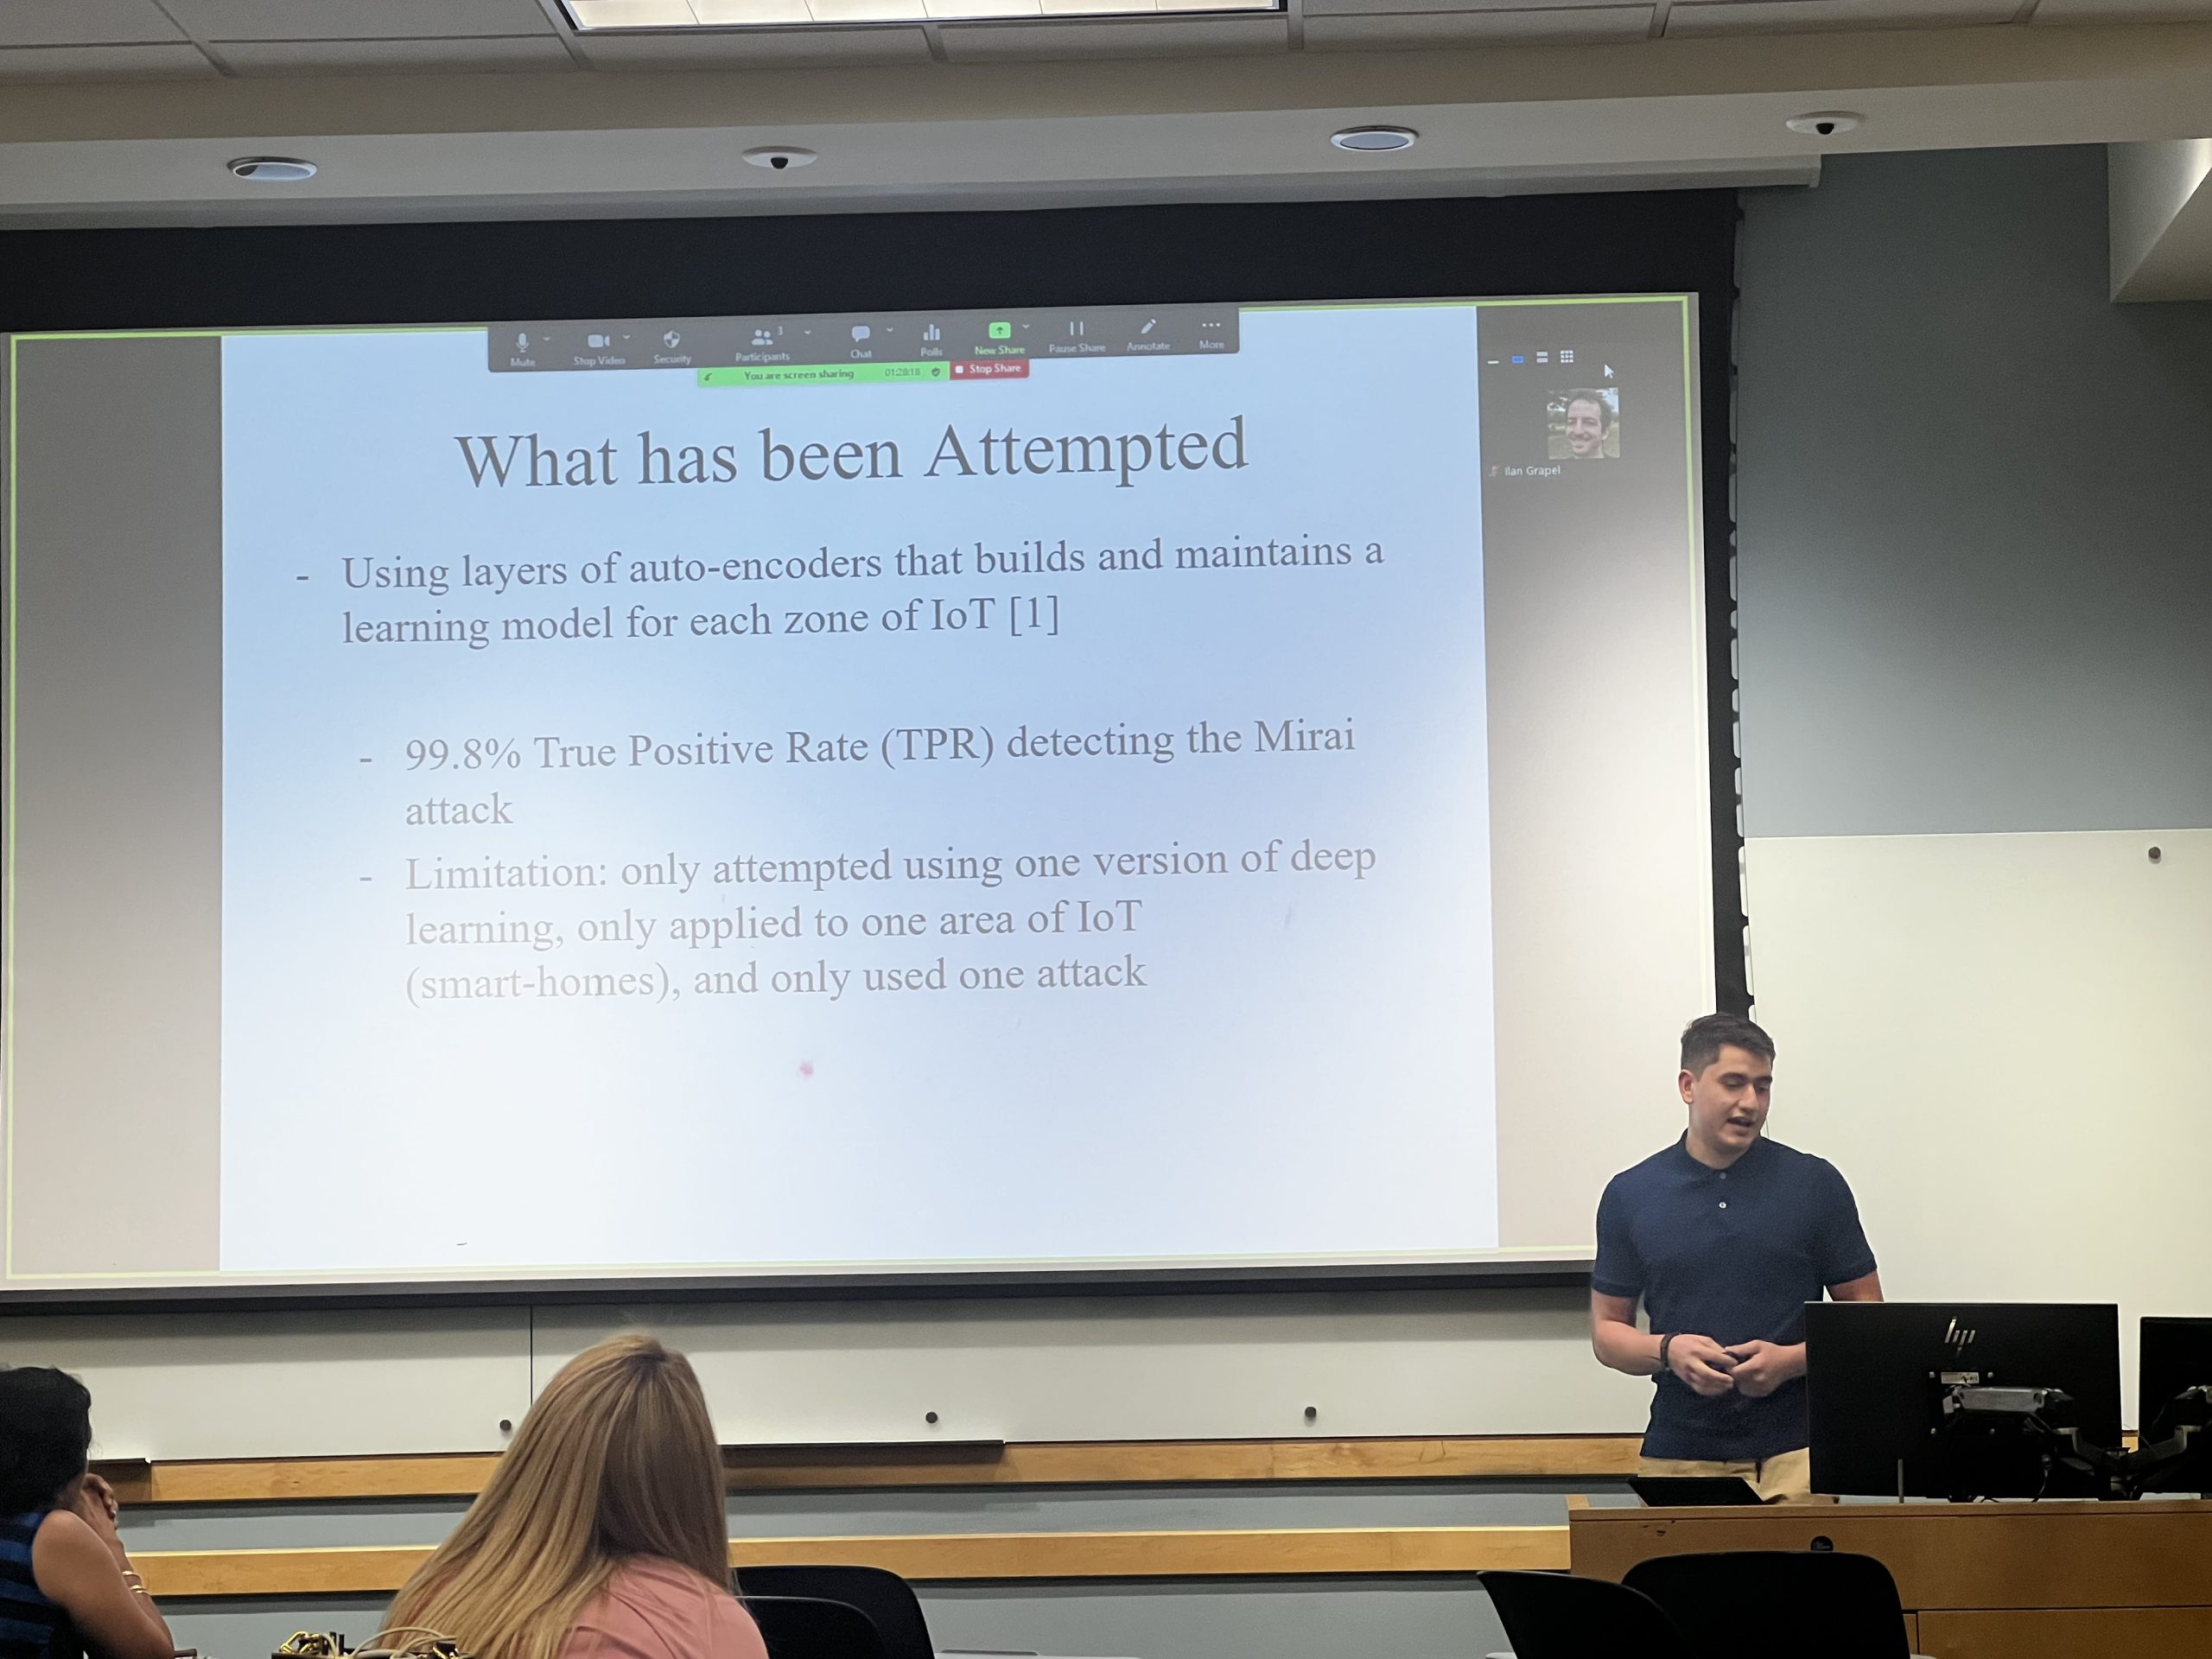 Mute
Stop Video
Security
3
Participants
Chat
Polls
New Share
Pause Share
Annotate
More
You are screen sharing
01:28:18
Stop Share
Ilan Grapel
What has been Attempted
- Using layers of auto-encoders that builds and maintains a
learning model for each zone of IoT [1]
- 99.8% True Positive Rate (TPR) detecting the Mirai
attack
- Limitation: only attempted using one version of deep
learning, only applied to one area of IoT
(smart-homes), and only used one attack
hp